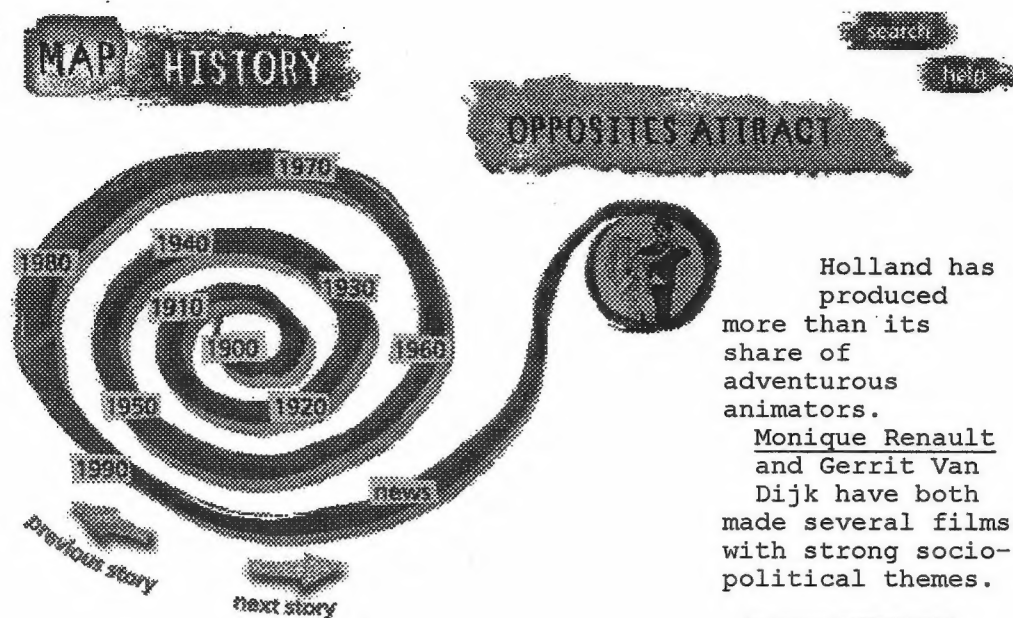 MAP HISTORY
search
help
OPPOSITES ATTRACT
1970
1940
1980
1930
1910
1900
1960
1950
1920
1990
news
previous story
next story
Holland has
produced
more than its
share of
adventurous
animators.
Monique Renault
and Gerrit Van
Dijk have both
made several films
with strong socio-
political themes.